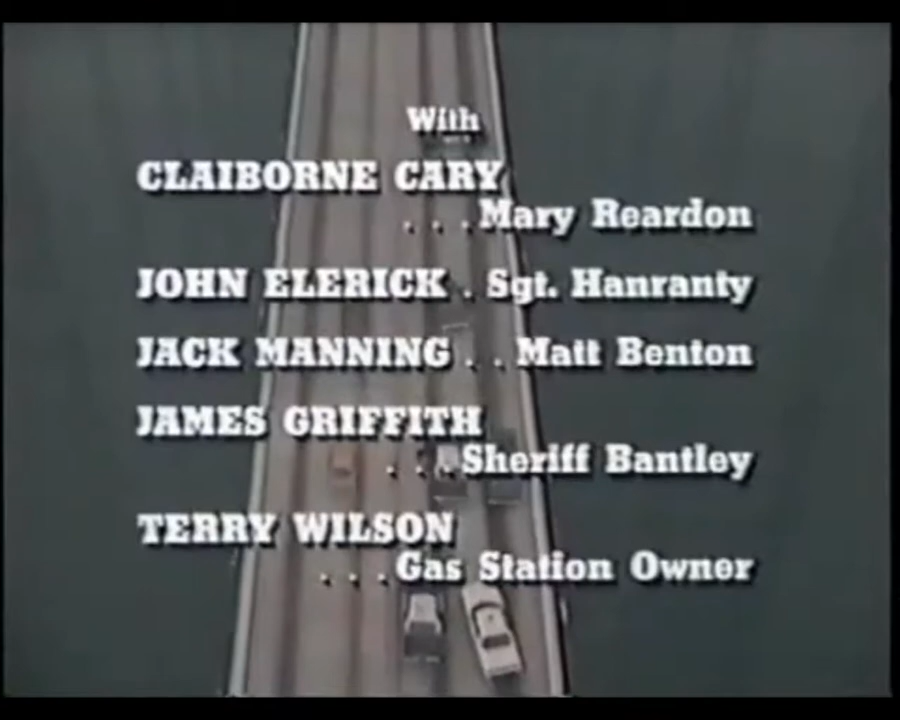 With
CLAIBORNE CARY
. . . Mary Reardon
JOHN ELERICK . Sgt. Hanranty
JACK MANNING . . Matt Benton
JAMES GRIFFITH
. . . Sheriff Bantley
TERRY WILSON
. . . Gas Station Owner